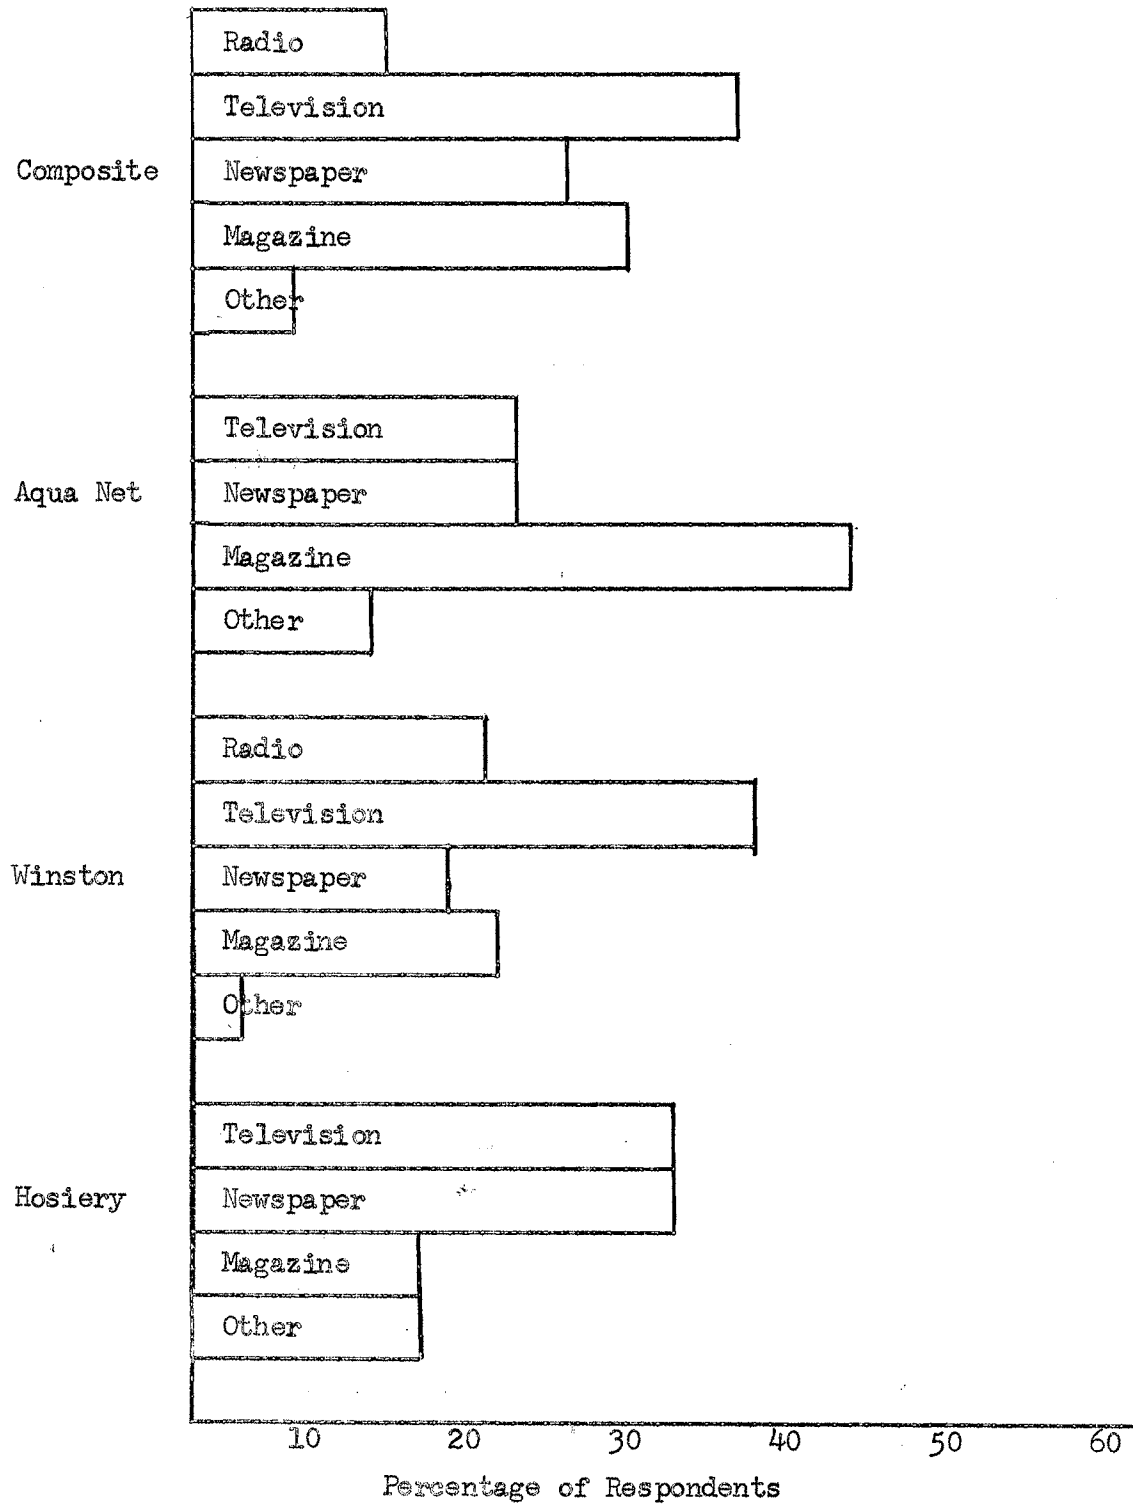 Radio
Television
Composite
Newspaper
Magazine
Other
Television
Aqua Net
Newspaper
Magazine
Other
Radio
Television
Winston
Newspaper
Magazine
Other
Television
Hosiery
Newspaper
Magazine
Other
10 20 30 40 50 60
Percentage of Respondents